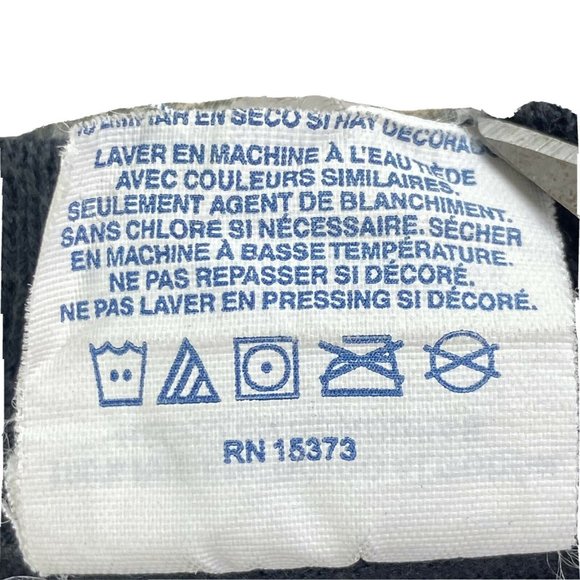 LIMPIAR EN SECO SI HAY DECORAD
LAVER EN MACHINE À L'EAU TIÈDE
AVEC COULEURS SIMILAIRES.
SEULEMENT AGENT DE BLANCHIMENT.
SANS CHLORE SI NÉCESSAIRE. SÉCHER
EN MACHINE À BASSE TEMPÉRATURE.
NE PAS REPASSER SI DÉCORÉ.
NE PAS LAVER EN PRESSING SI DÉCORÉ.
RN 15373